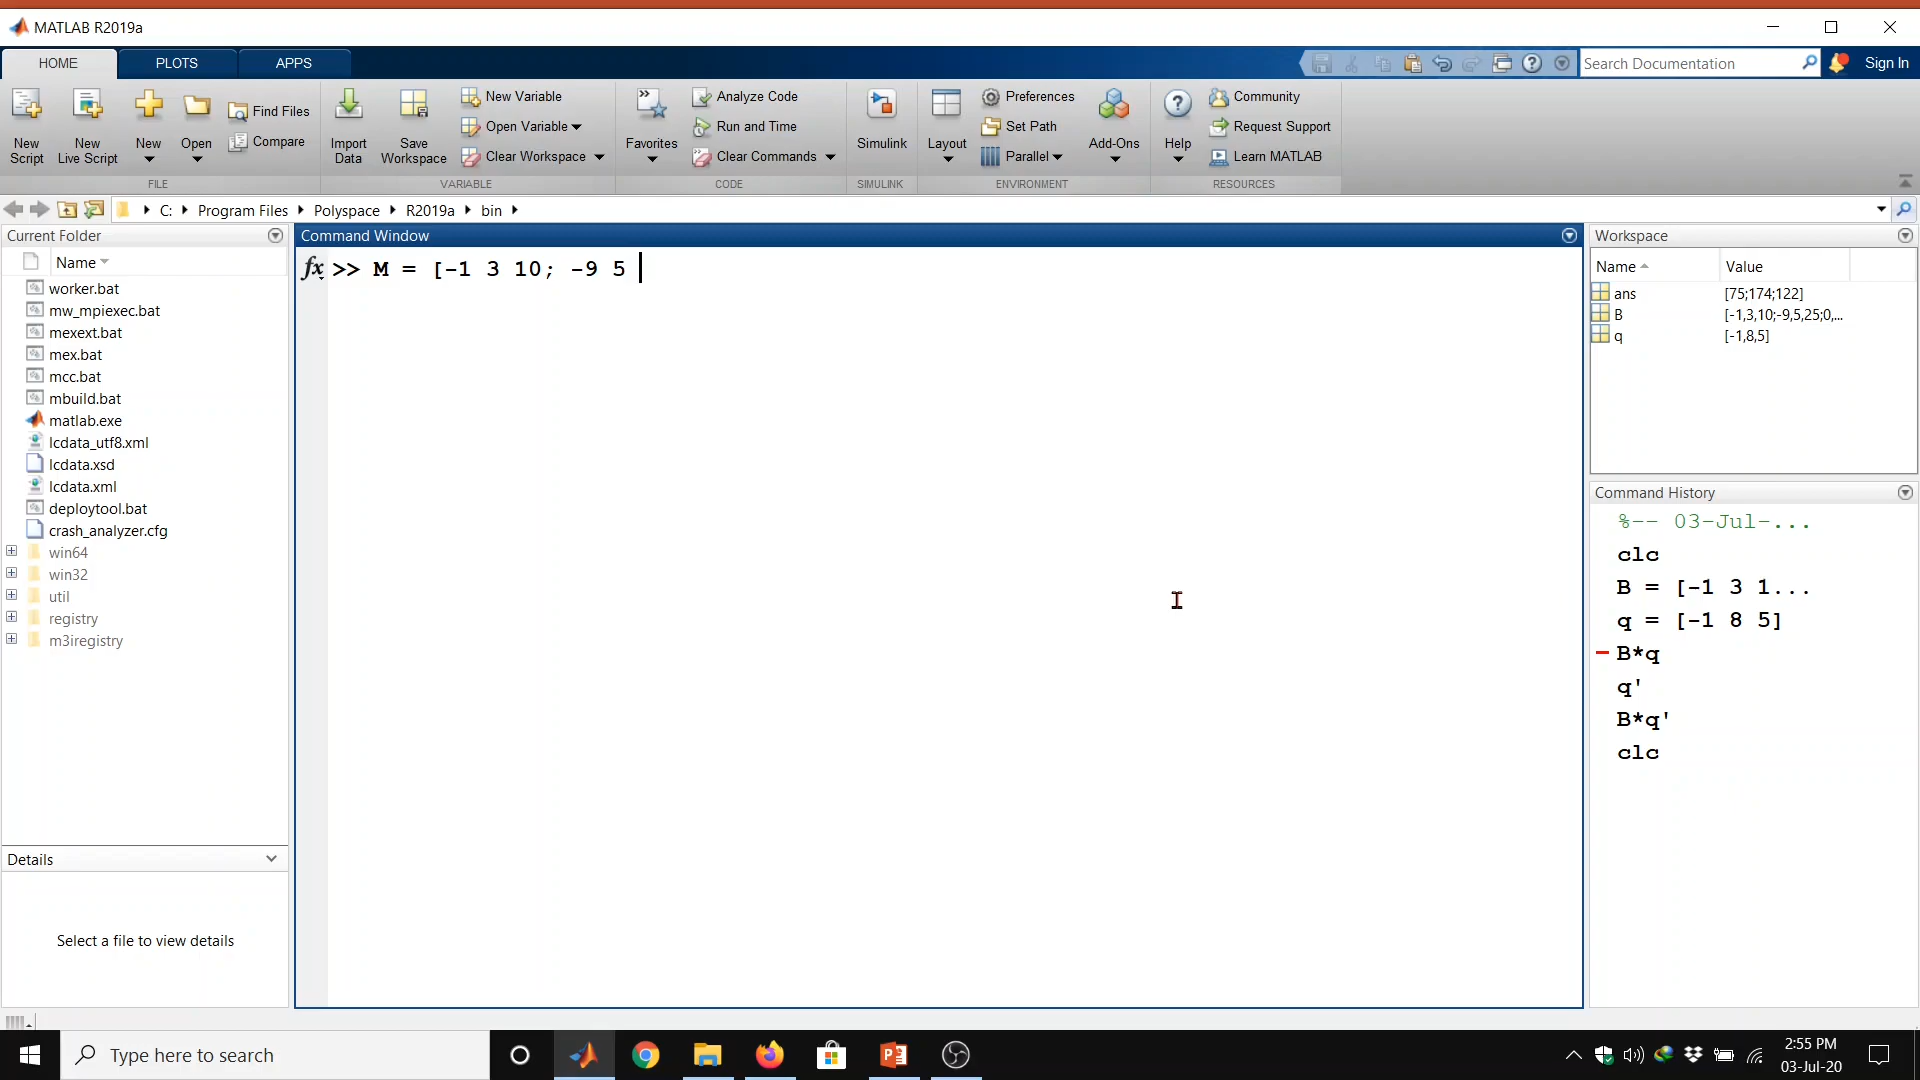 MATLAB R2019a
HOME PLOTS APPS
Search Documentation
Sign In
New Script
New Live Script
New
Open
Find Files
Compare
FILE
Import Data
Save Workspace
New Variable
Open Variable
Clear Workspace
VARIABLE
Favorites
Analyze Code
Run and Time
Clear Commands
CODE
Simulink
SIMULINK
Layout
Preferences
Set Path
Parallel
Add-Ons
ENVIRONMENT
Help
Community
Request Support
Learn MATLAB
RESOURCES
C: Program Files Polyspace R2019a bin
Current Folder
Name
worker.bat
mw_mpiexec.bat
mexext.bat
mex.bat
mcc.bat
mbuild.bat
matlab.exe
lcdata_utf8.xml
lcdata.xsd
lcdata.xml
deploytool.bat
crash_analyzer.cfg
win64
win32
util
registry
m3iregistry
Details
Select a file to view details
Command Window
fx >> M = [-1 3 10; -9 5
Workspace
Name Value
ans [75;174;122]
B [-1,3,10;-9,5,25;0,...
q [-1,8,5]
Command History
%-- 03-Jul-...
clc
B = [-1 3 1...
q = [-1 8 5]
B*q
q'
B*q'
clc
Type here to search
2:55 PM
03-Jul-20